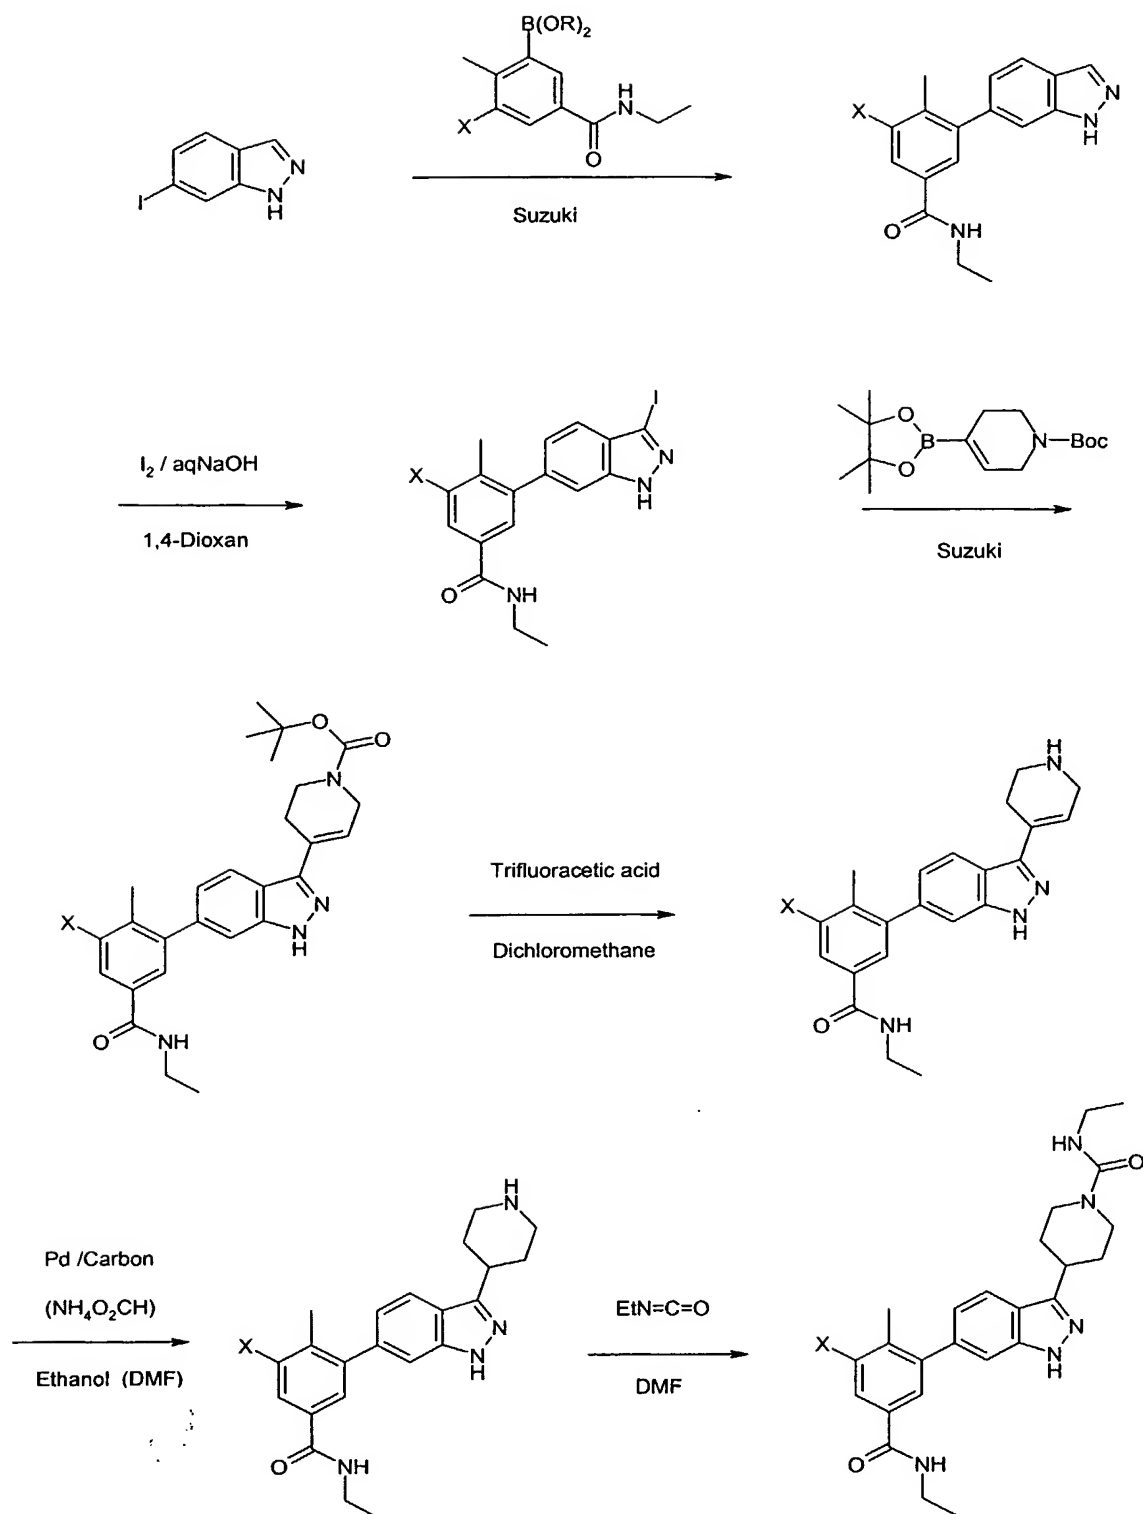 B(OR)2
X
H
N
O
I
N
N
H
Suzuki
X
N
N
H
O
NH
I2 / aqNaOH
1,4-Dioxan
I
X
N
N
H
O
NH
O
B
O
N
Boc
Suzuki
O
O
N
X
N
N
H
O
NH
Trifluoracetic acid
Dichloromethane
H
N
X
N
N
H
O
NH
Pd /Carbon
(NH4O2CH)
Ethanol (DMF)
H
N
X
N
N
H
O
NH
EtN=C=O
DMF
HN
O
N
X
N
N
H
O
NH